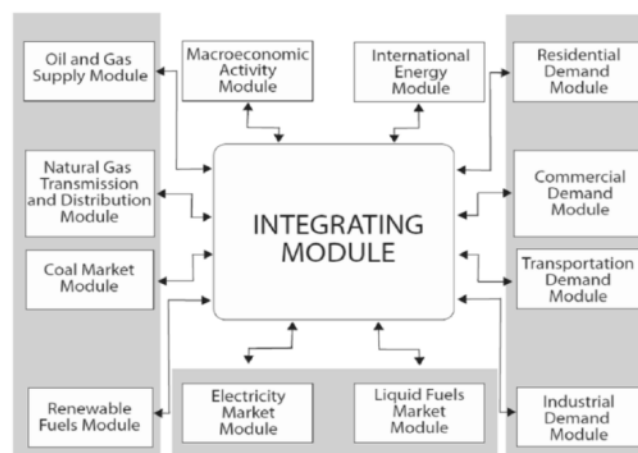 Oil and Gas
Supply Module
Macroeconomic
Activity
Module
International
Energy
Module
Residential
Demand
Module
Natural Gas
Transmission
and Distribution
Module
INTEGRATING
MODULE
Commercial
Demand
Module
Coal Market
Module
Transportation
Demand
Module
Renewable
Fuels Module
Electricity
Market
Module
Liquid Fuels
Market
Module
Industrial
Demand
Module